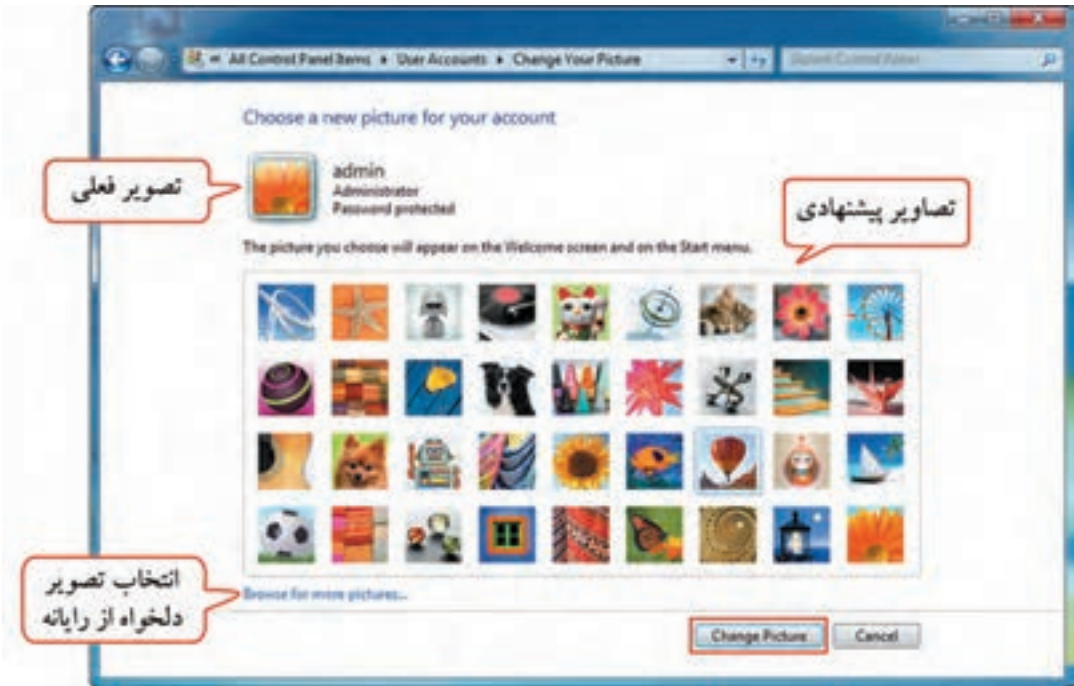 All Control Panel Items ▸ User Accounts ▸ Change Your Picture
Choose a new picture for your account
تصویر فعلی
admin
Administrator
Password protected
تصاویر پیشنهادی
The picture you choose will appear on the Welcome screen and on the Start menu.
انتخاب تصویر
دلخواه از رایانه
Browse for more pictures...
Change Picture
Cancel